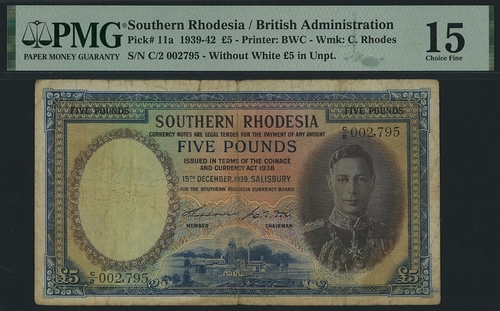 PMG
PAPER MONEY GUARANTY
Southern Rhodesia / British Administration
Pick# 11a 1939-42 £5 - Printer: BWC - Wmk: C. Rhodes
S/N C/2 002795 - Without White £5 in Unpt.
15
Choice Fine
FIVE POUNDS
FIVE POUNDS
SOUTHERN RHODESIA
CURRENCY NOTES ARE LEGAL TENDER FOR THE PAYMENT OF ANY AMOUNT
C/2 002,795
FIVE POUNDS
ISSUED IN TERMS OF THE COINAGE
AND CURRENCY ACT 1938
15TH DECEMBER, 1939, SALISBURY
FOR THE SOUTHERN RHODESIA CURRENCY BOARD
MEMBER
CHAIRMAN
C/2 002,795
£5
£5